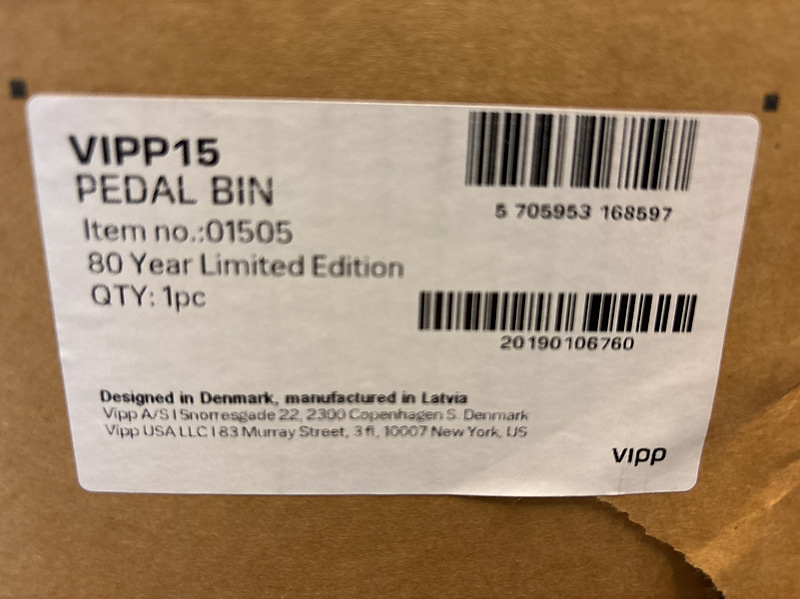 VIPP15
PEDAL BIN
Item no.:01505
80 Year Limited Edition
QTY: 1pc
5 705953 168597
20190106760
Designed in Denmark, manufactured in Latvia
Vipp A/S | Snorresgade 22, 2300 Copenhagen S. Denmark
Vipp USA LLC | 83 Murray Street, 3 fl, 10007 New York, US
vipp